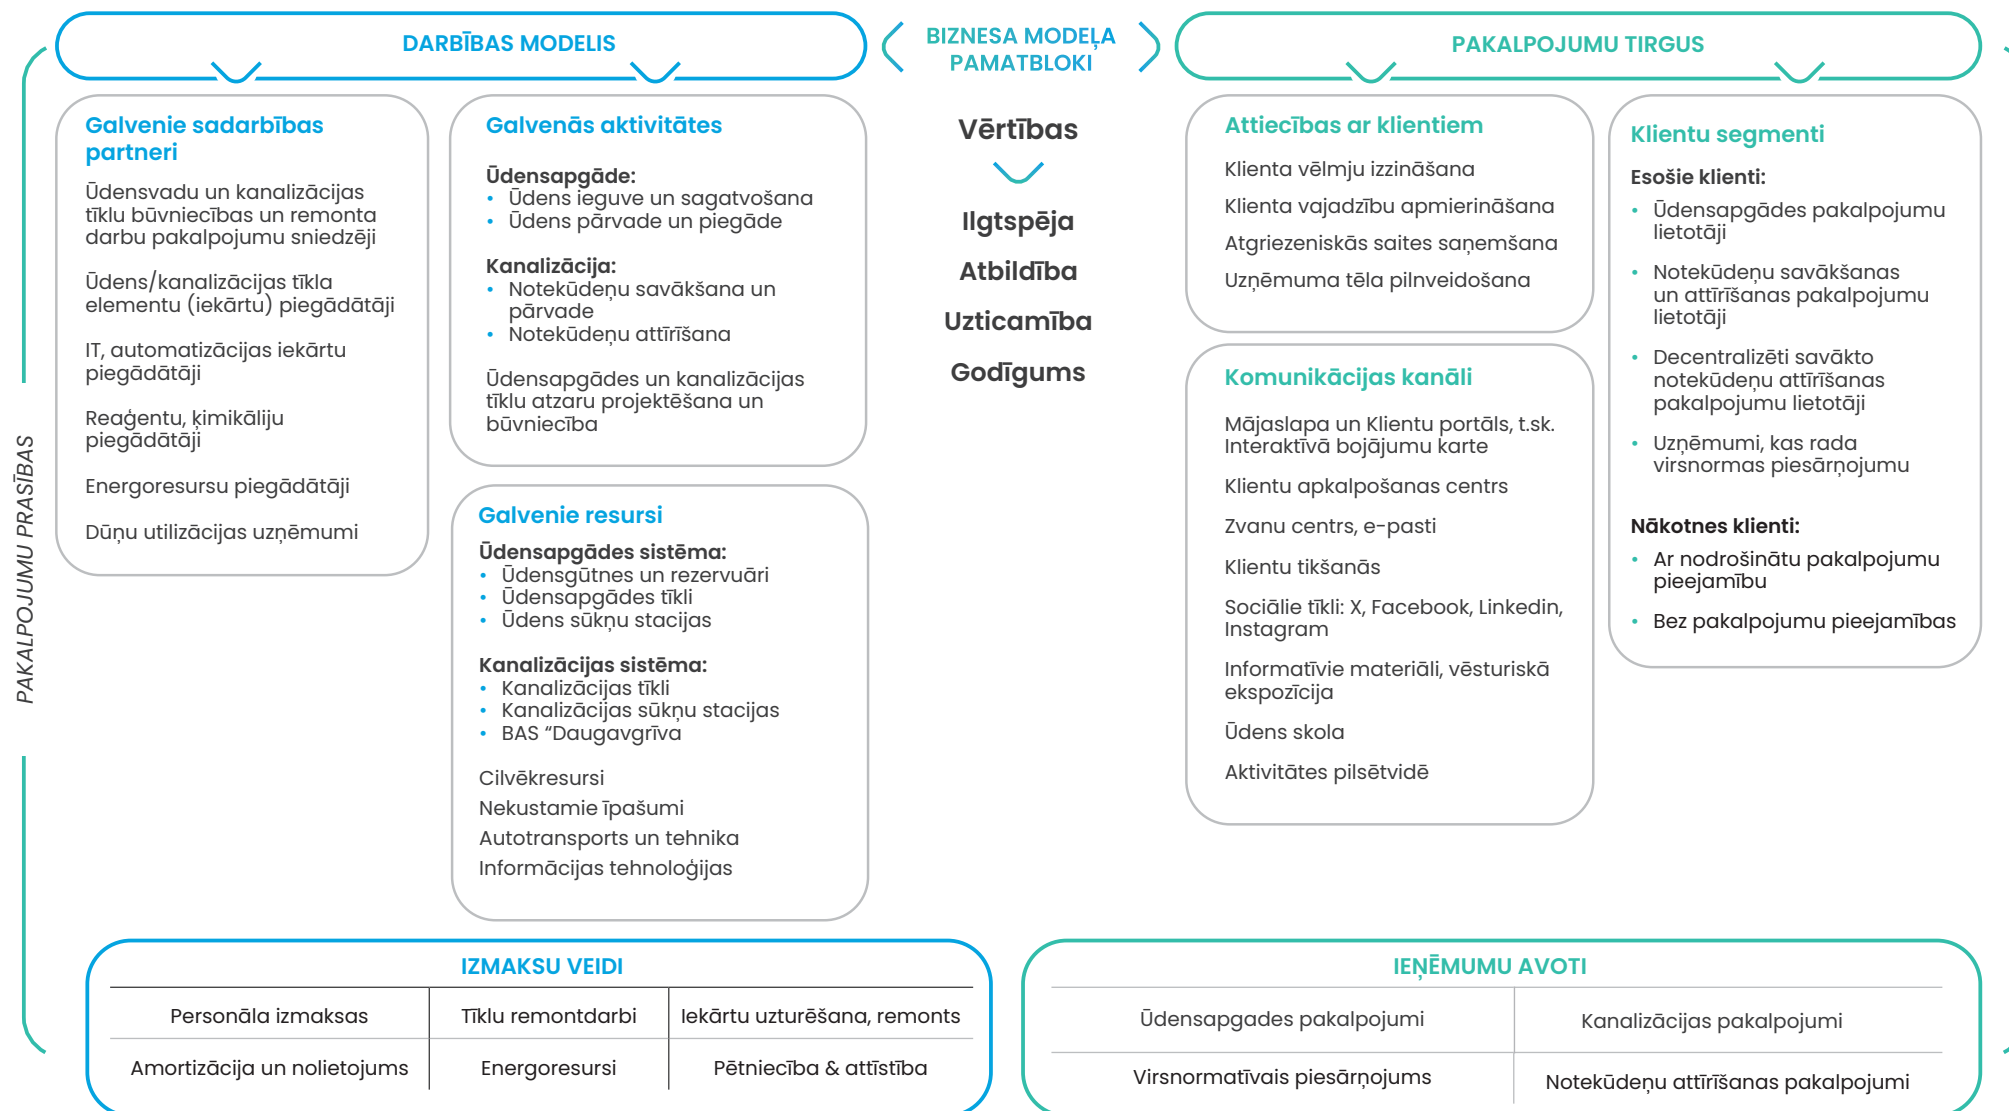 DARBĪBAS MODELIS
BIZNESA MODEĻA
PAMATBLOKI
PAKALPOJUMU TIRGUS
PAKALPOJUMU PRASĪBAS
Galvenie sadarbības
partneri
Ūdensvadu un kanalizācijas
tīklu būvniecības un remonta
darbu pakalpojumu sniedzēji
Ūdens/kanalizācijas tīkla
elementu (iekārtu) piegādātāji
IT, automatizācijas iekārtu
piegādātāji
Reaģentu, ķimikāliju
piegādātāji
Energoresursu piegādātāji
Dūņu utilizācijas uzņēmumi
Galvenās aktivitātes
Ūdensapgāde:
• Ūdens ieguve un sagatvošana
• Ūdens pārvade un piegāde
Kanalizācija:
• Notekūdeņu savākšana un
pārvade
• Notekūdeņu attīrīšana
Ūdensapgādes un kanalizācijas
tīklu atzaru projektēšana un
būvniecība
Galvenie resursi
Ūdensapgādes sistēma:
• Ūdensgūtnes un rezervuāri
• Ūdensapgādes tīkli
• Ūdens sūkņu stacijas
Kanalizācijas sistēma:
• Kanalizācijas tīkli
• Kanalizācijas sūkņu stacijas
• BAS “Daugavgrīva
Cilvēkresursi
Nekustamie īpašumi
Autotransports un tehnika
Informācijas tehnoloģijas
Vērtības
Ilgtspēja
Atbildība
Uzticamība
Godīgums
Attiecības ar klientiem
Klienta vēlmju izzināšana
Klienta vajadzību apmierināšana
Atgriezeniskās saites saņemšana
Uzņēmuma tēla pilnveidošana
Komunikācijas kanāli
Mājaslapa un Klientu portāls, t.sk.
Interaktīvā bojājumu karte
Klientu apkalpošanas centrs
Zvanu centrs, e-pasti
Klientu tikšanās
Sociālie tīkli: X, Facebook, Linkedin,
Instagram
Informatīvie materiāli, vēsturiskā
ekspozīcija
Ūdens skola
Aktivitātes pilsētvidē
Klientu segmenti
Esošie klienti:
• Ūdensapgādes pakalpojumu
lietotāji
• Notekūdeņu savākšanas
un attīrīšanas pakalpojumu
lietotāji
• Decentralizēti savākto
notekūdeņu attīrīšanas
pakalpojumu lietotāji
• Uzņēmumi, kas rada
virsnormas piesārņojumu
Nākotnes klienti:
• Ar nodrošinātu pakalpojumu
pieejamību
• Bez pakalpojumu pieejamības
IZMAKSU VEIDI
Personāla izmaksas
Tīklu remontdarbi
Iekārtu uzturēšana, remonts
Amortizācija un nolietojums
Energoresursi
Pētniecība & attīstība
IEŅĒMUMU AVOTI
Ūdensapgades pakalpojumi
Kanalizācijas pakalpojumi
Virsnormatīvais piesārņojums
Notekūdeņu attīrīšanas pakalpojumi